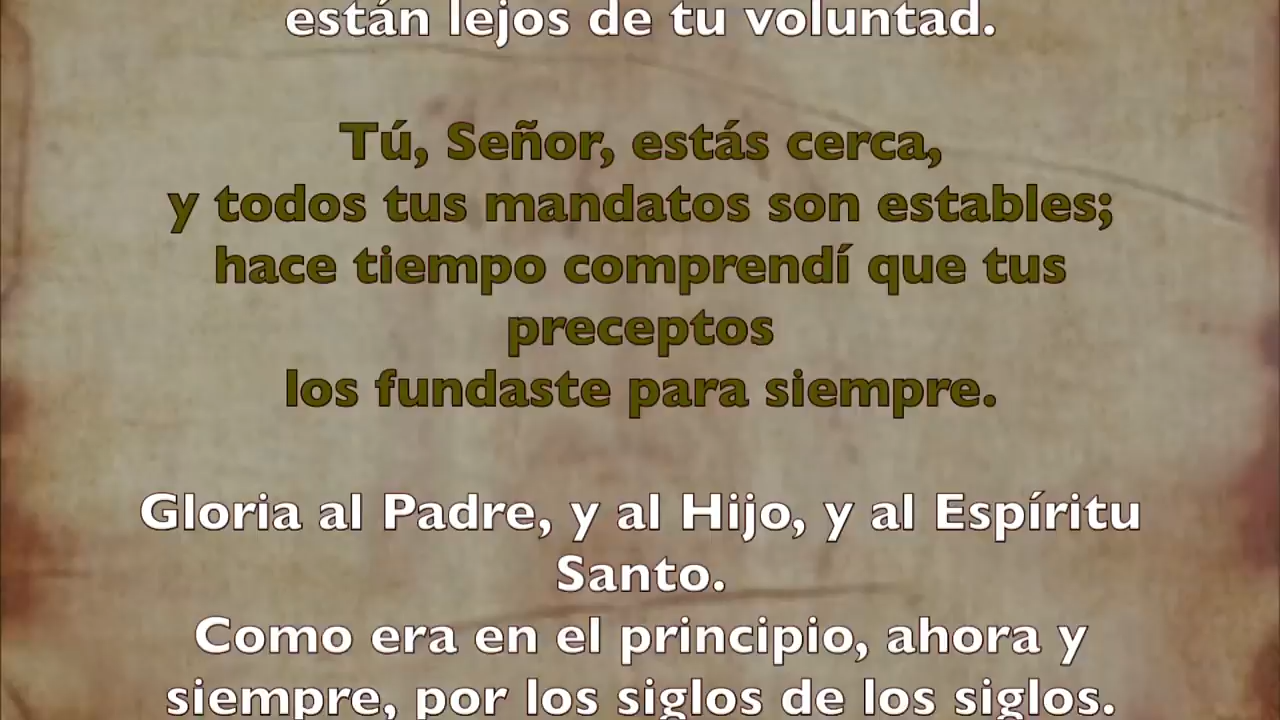 están lejos de tu voluntad.
Tú, Señor, estás cerca,
y todos tus mandatos son estables;
hace tiempo comprendí que tus
preceptos
los fundaste para siempre.
Gloria al Padre, y al Hijo, y al Espíritu
Santo.
Como era en el principio, ahora y
siempre, por los siglos de los siglos.